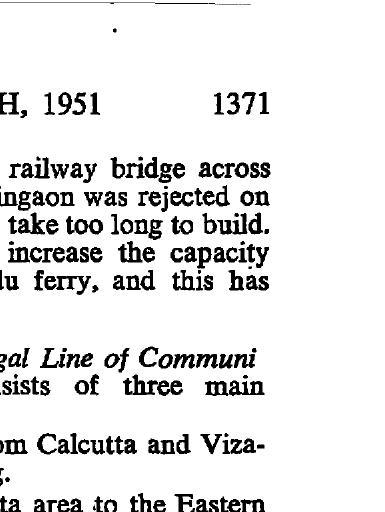 H, 1951 1371
railway bridge across
ingaon was rejected on
take too long to build.
increase the capacity
du ferry, and this has
gal Line of Communi
sists of three main
om Calcutta and Viza-
g.
ta area to the Eastern